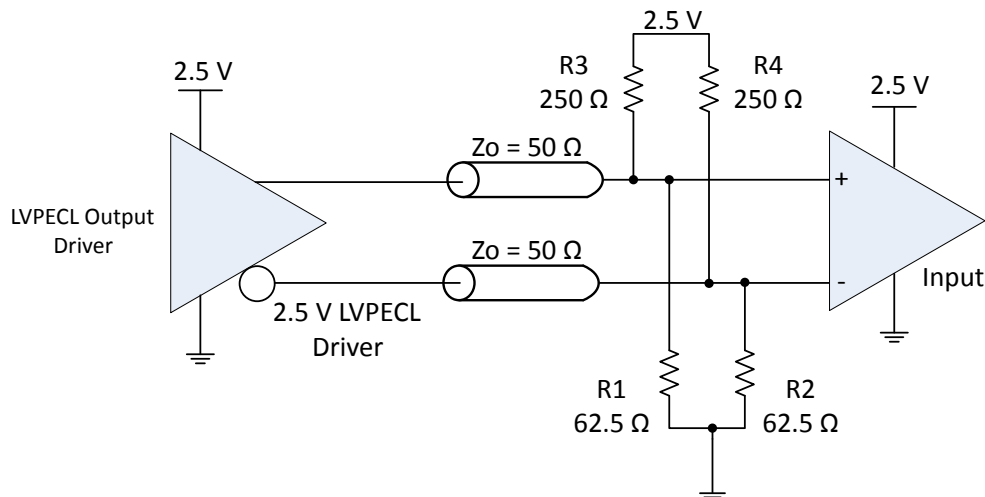 2.5 V
R3
250 Ω
R4
250 Ω
2.5 V
2.5 V
Zo = 50 Ω
+
LVPECL Output
Driver
Zo = 50 Ω
-
Input
2.5 V LVPECL
Driver
R1
62.5 Ω
R2
62.5 Ω